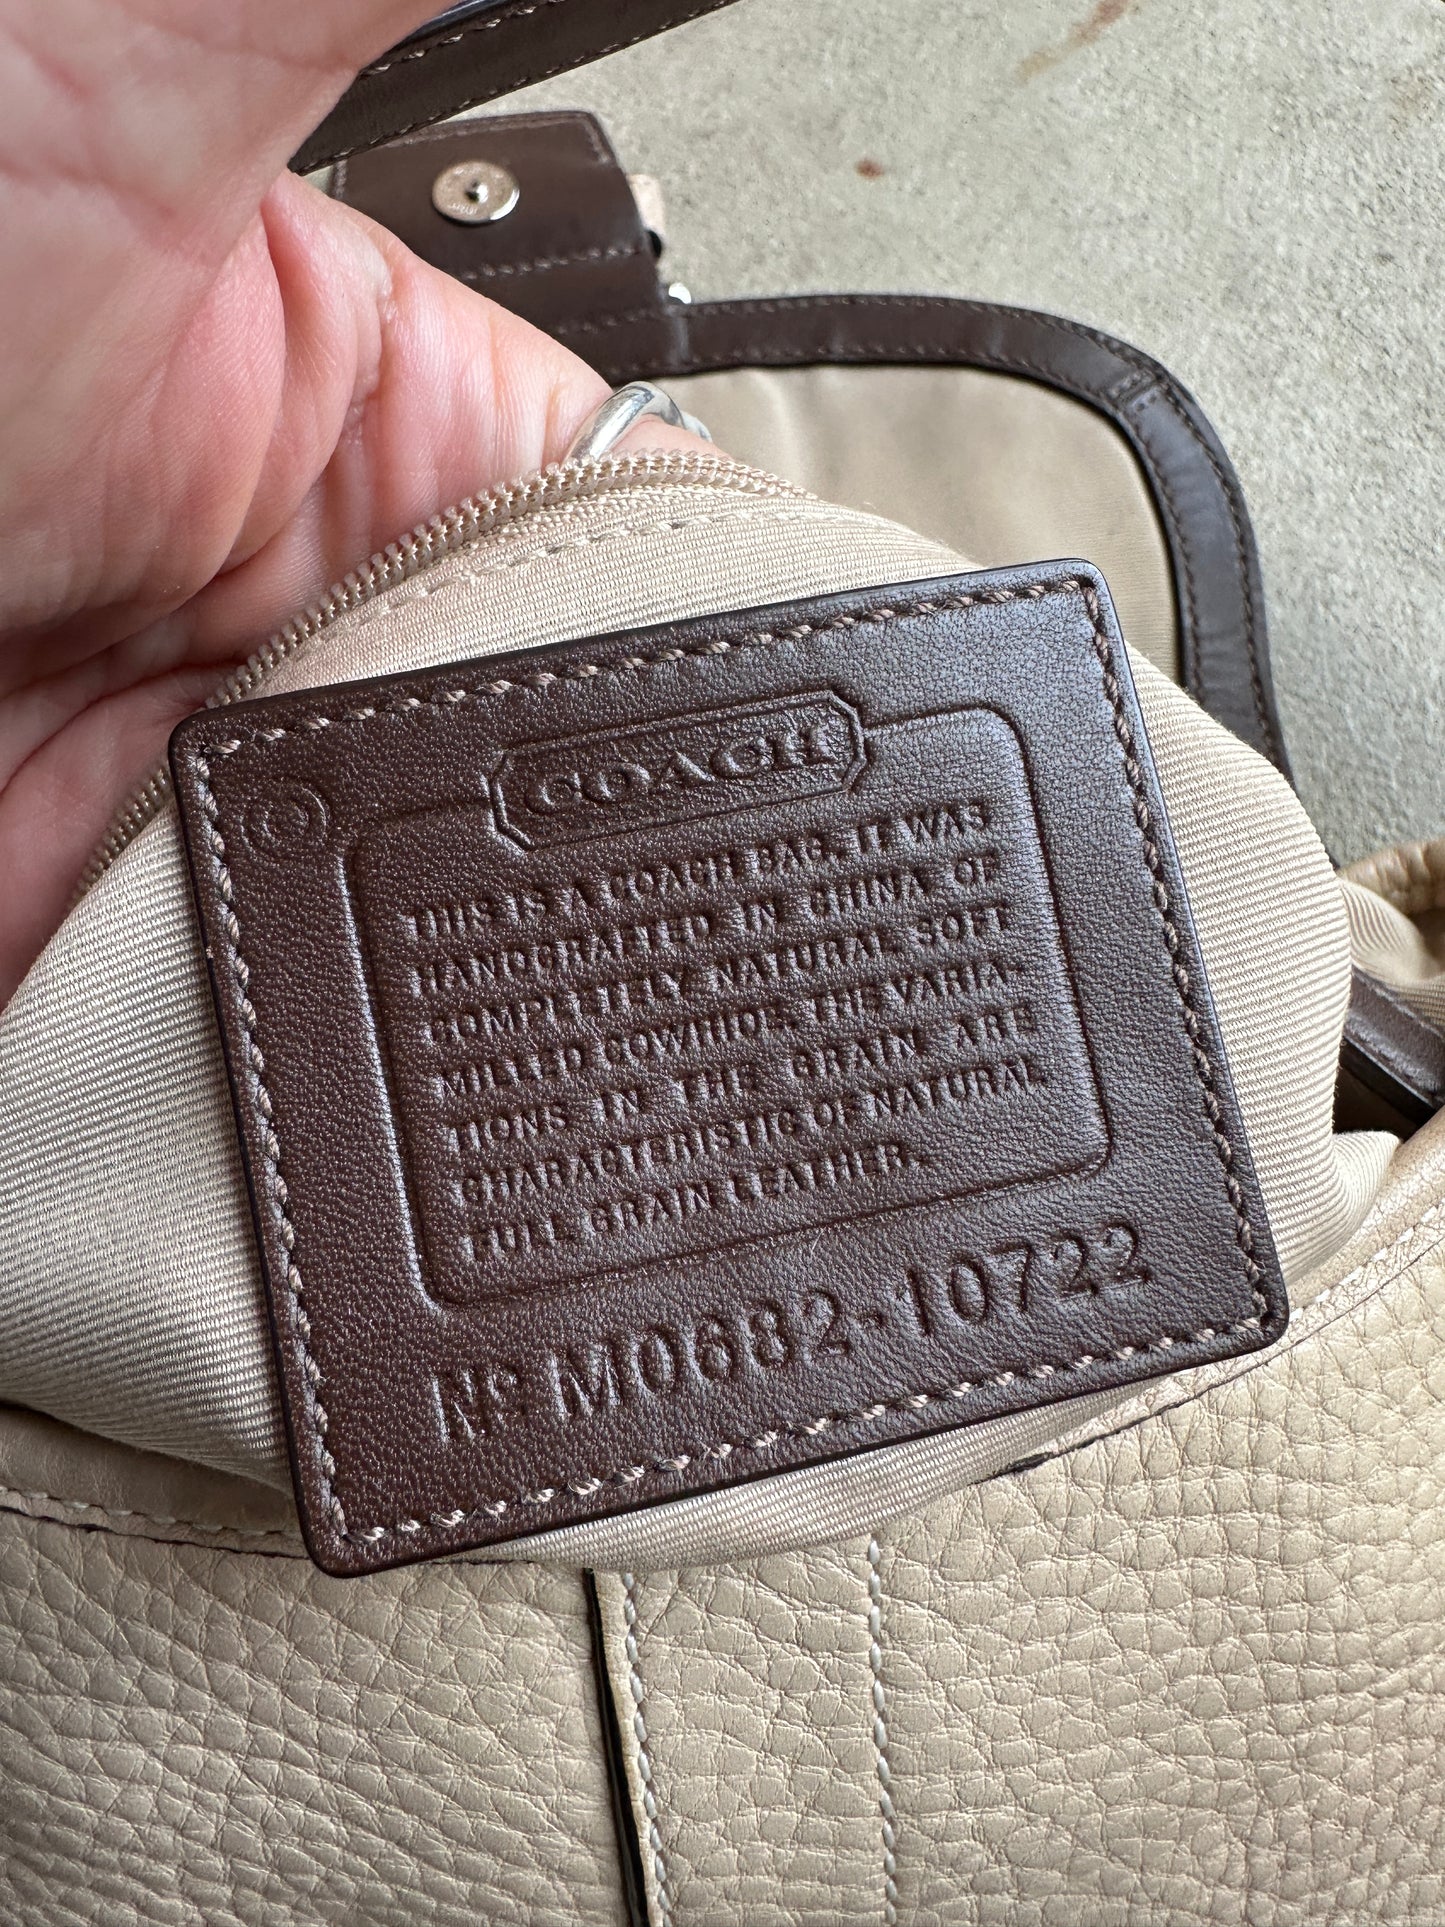 COACH
THIS IS A COACH BAG. IT WAS
HANDCRAFTED IN CHINA OF
COMPLETELY NATURAL SOFT
MILLED COWHIDE. THE VARIA-
TIONS IN THE GRAIN ARE
CHARACTERISTIC OF NATURAL
FULL GRAIN LEATHER.
Nº M0682-10722